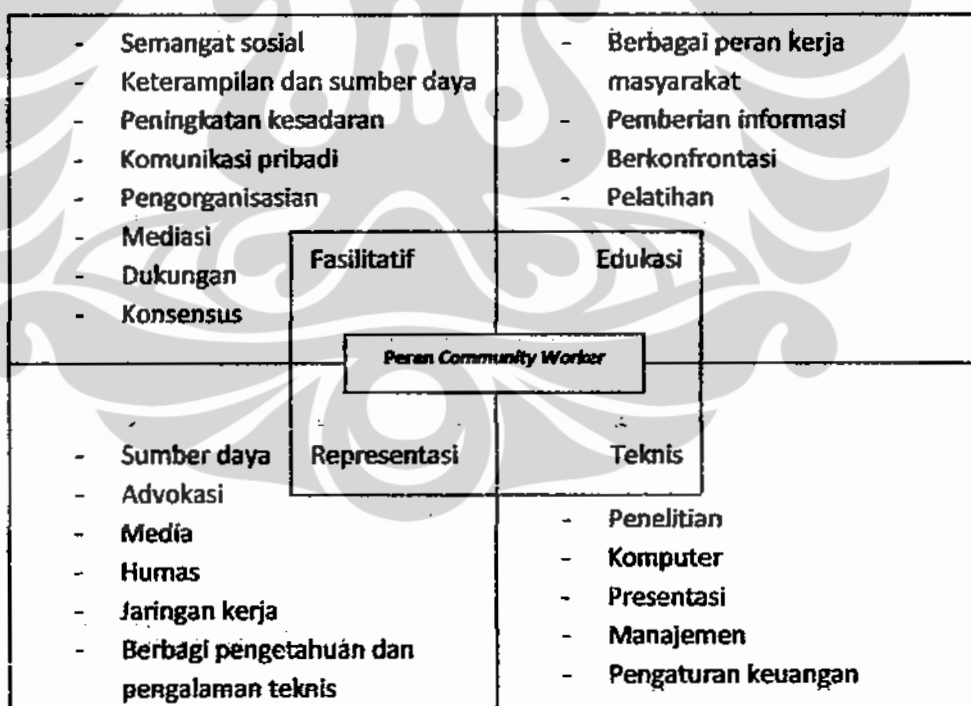 - Semangat sosial
- Keterampilan dan sumber daya
- Peningkatan kesadaran
- Komunikasi pribadi
- Pengorganisasian
- Mediasi
- Dukungan
- Konsensus
Fasilitatif
- Berbagai peran kerja
masyarakat
- Pemberian informasi
- Berkonfrontasi
- Pelatihan
Edukasi
Peran Community Worker
Representasi
- Sumber daya
- Advokasi
- Media
- Humas
- Jaringan kerja
- Berbagi pengetahuan dan
pengalaman teknis
Teknis
- Penelitian
- Komputer
- Presentasi
- Manajemen
- Pengaturan keuangan